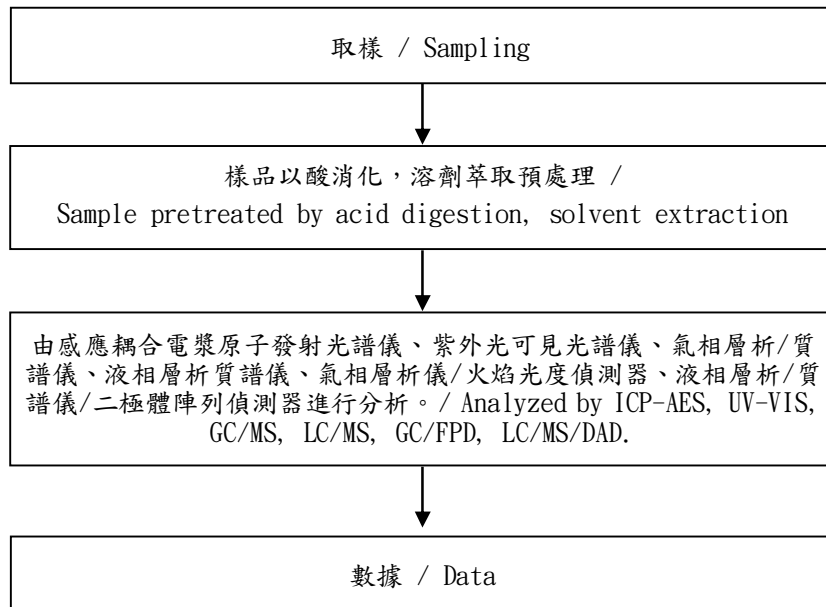 取樣 / Sampling
樣品以酸消化，溶劑萃取預處理 /
Sample pretreated by acid digestion, solvent extraction
由感應耦合電漿原子發射光譜儀、紫外光可見光譜儀、氣相層析/質
譜儀、液相層析質譜儀、氣相層析儀/火焰光度偵測器、液相層析/質
譜儀/二極體陣列偵測器進行分析。/ Analyzed by ICP-AES, UV-VIS,
GC/MS, LC/MS, GC/FPD, LC/MS/DAD.
數據 / Data